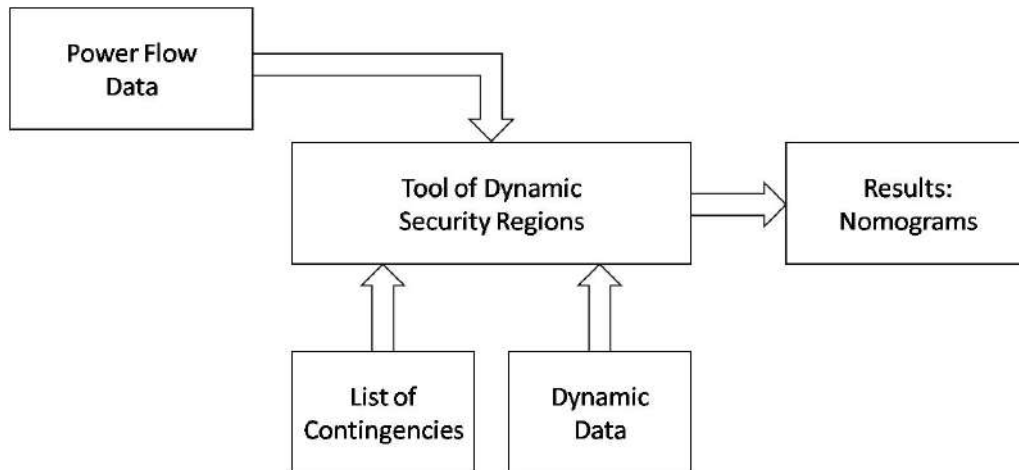 Power Flow
Data
Tool of Dynamic
Security Regions
Results:
Nomograms
List of
Contingencies
Dynamic
Data